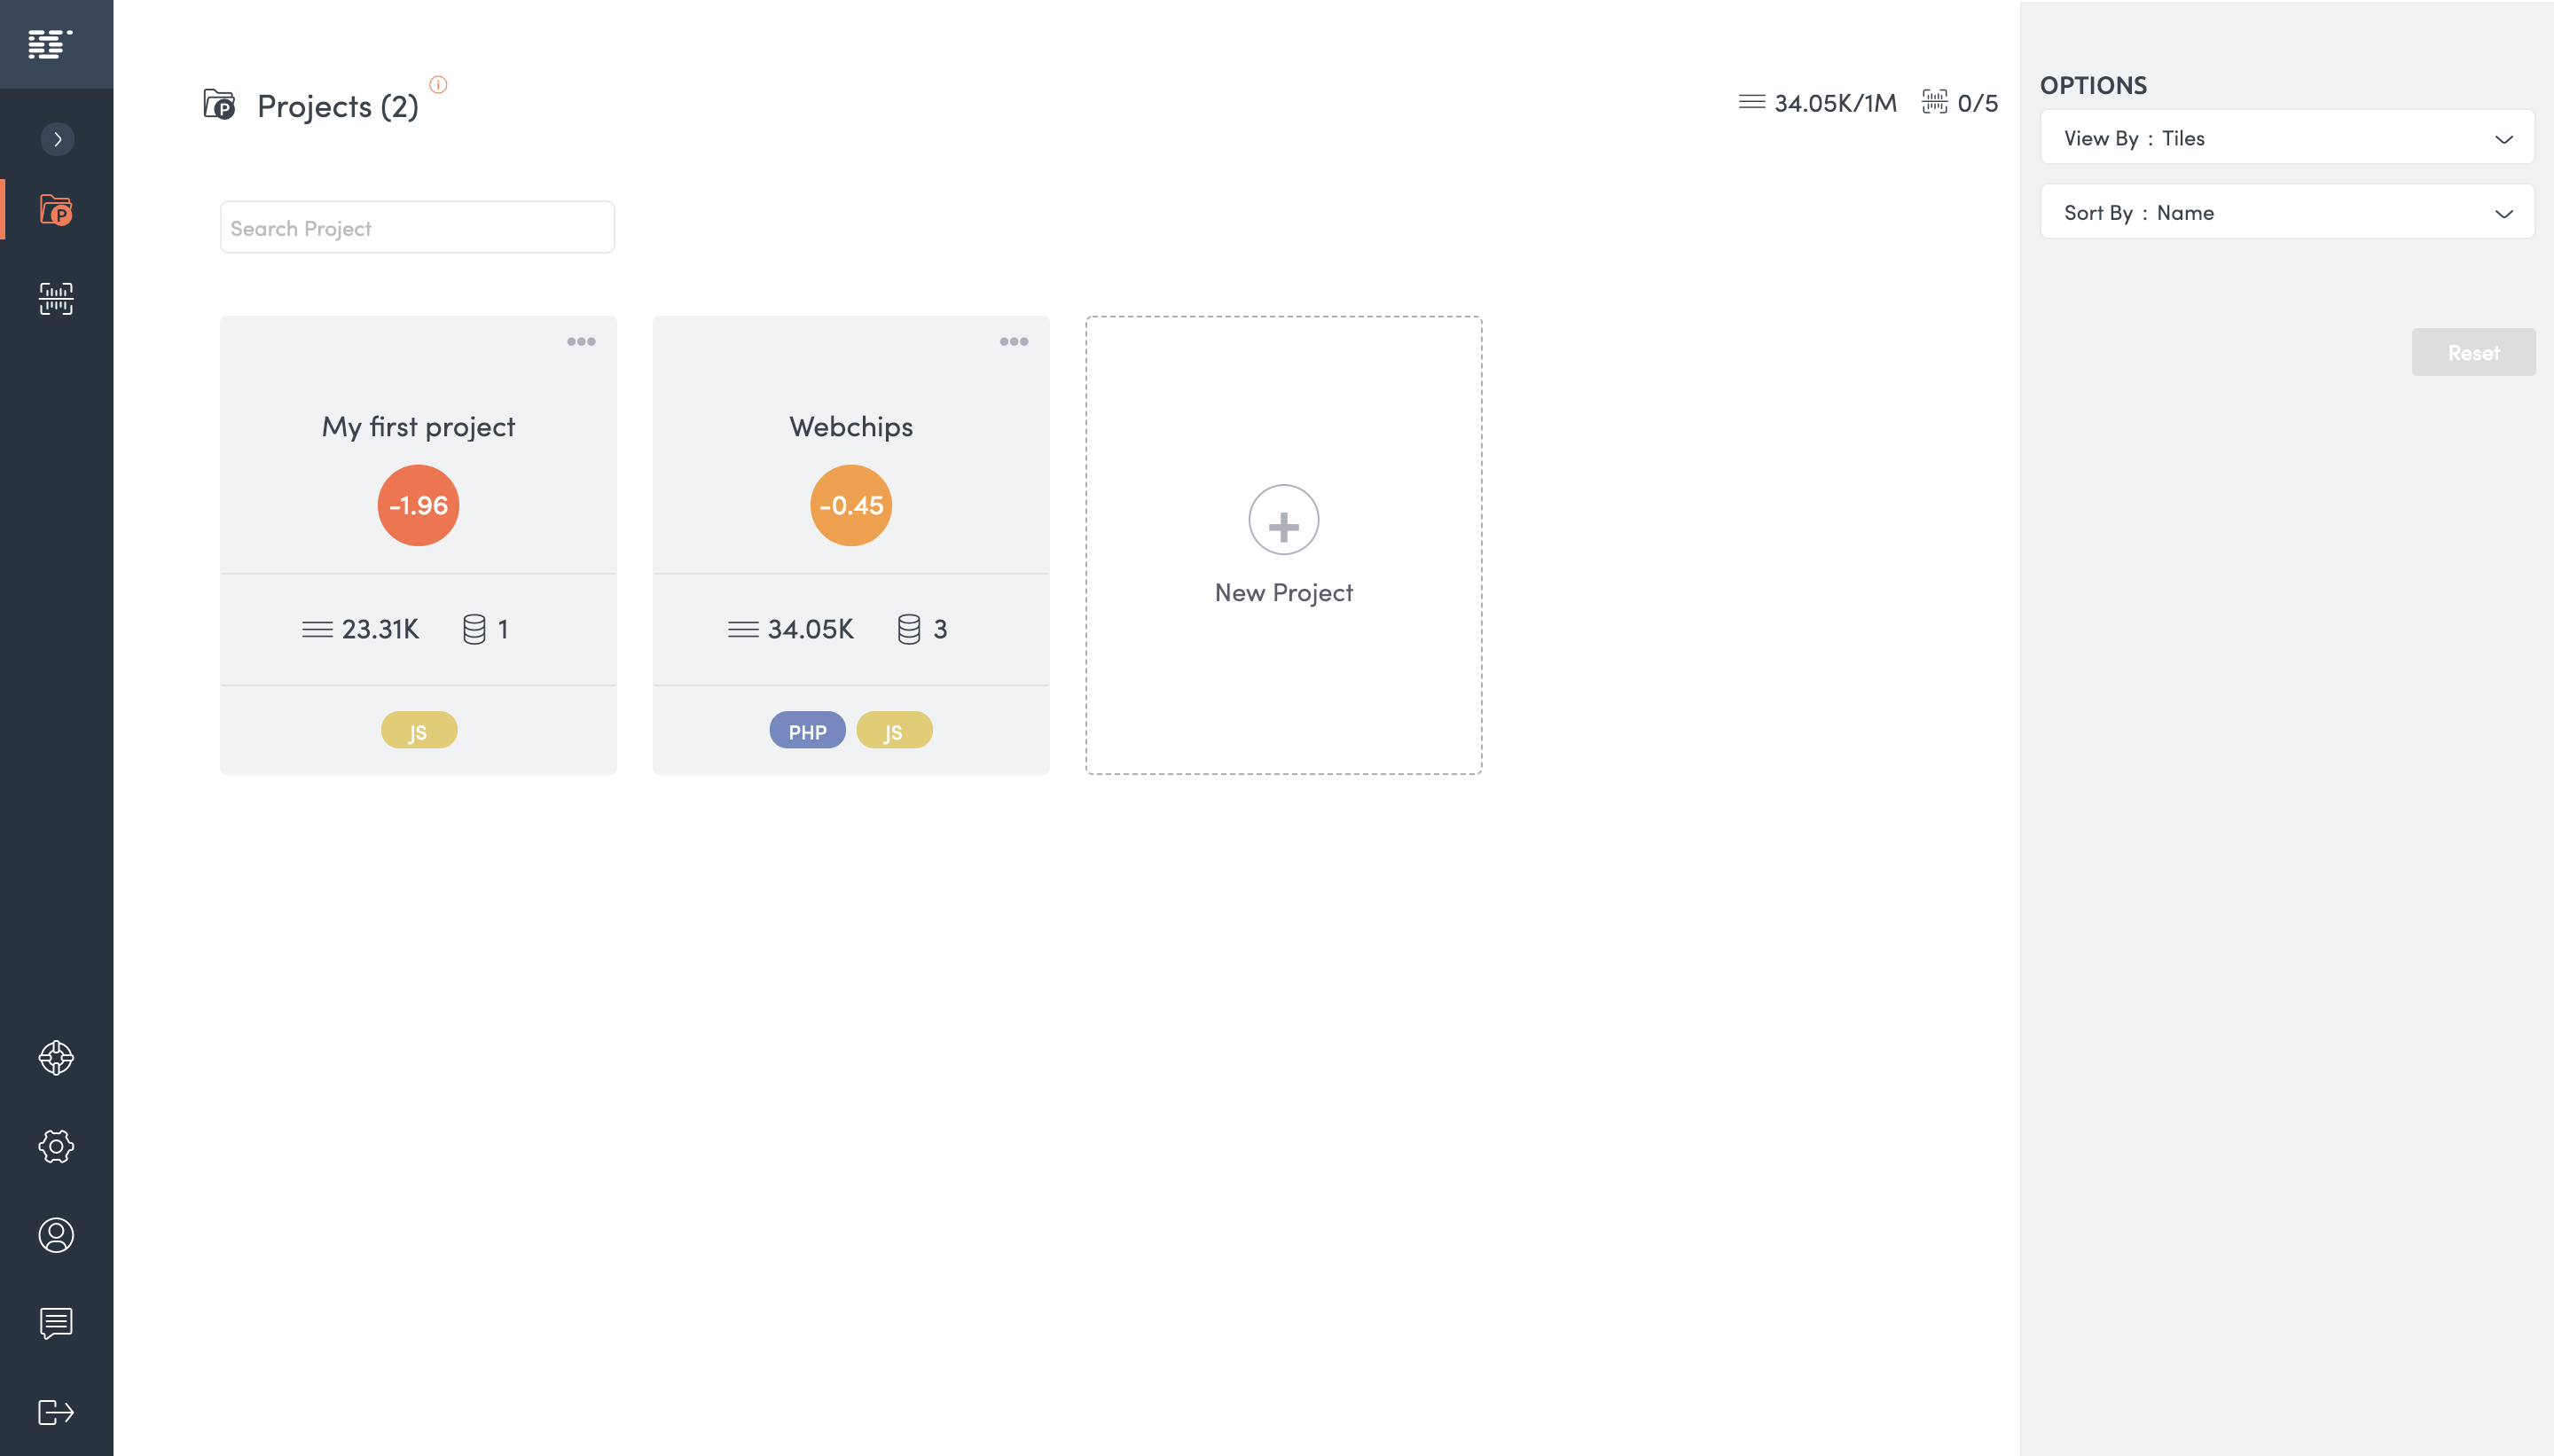 Projects (2)
34.05K/1M 0/5
Search Project
My first project
-1.96
23.31K 1
JS
Webchips
-0.45
34.05K 3
PHP JS
New Project
OPTIONS
View By : Tiles
Sort By : Name
Reset